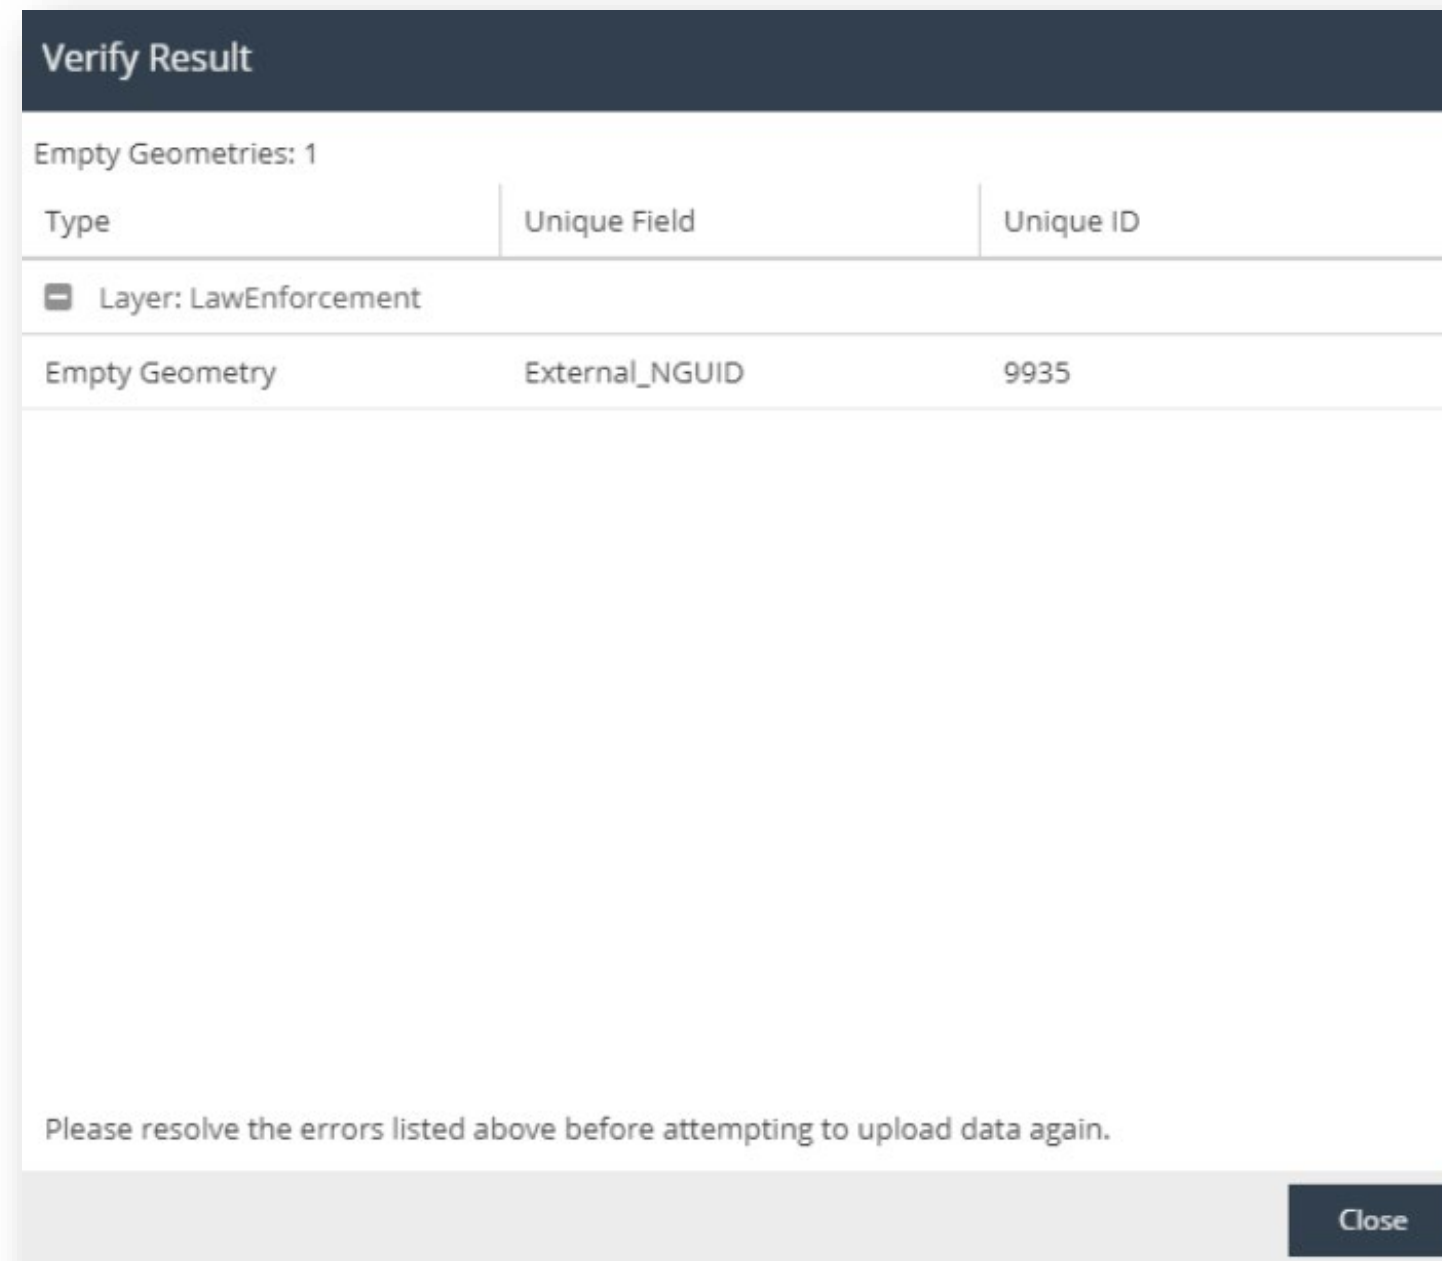 Verify Result
Empty Geometries: 1
Type Unique Field Unique ID
Layer: LawEnforcement
Empty Geometry External_NGUID 9935
Please resolve the errors listed above before attempting to upload data again.
Close